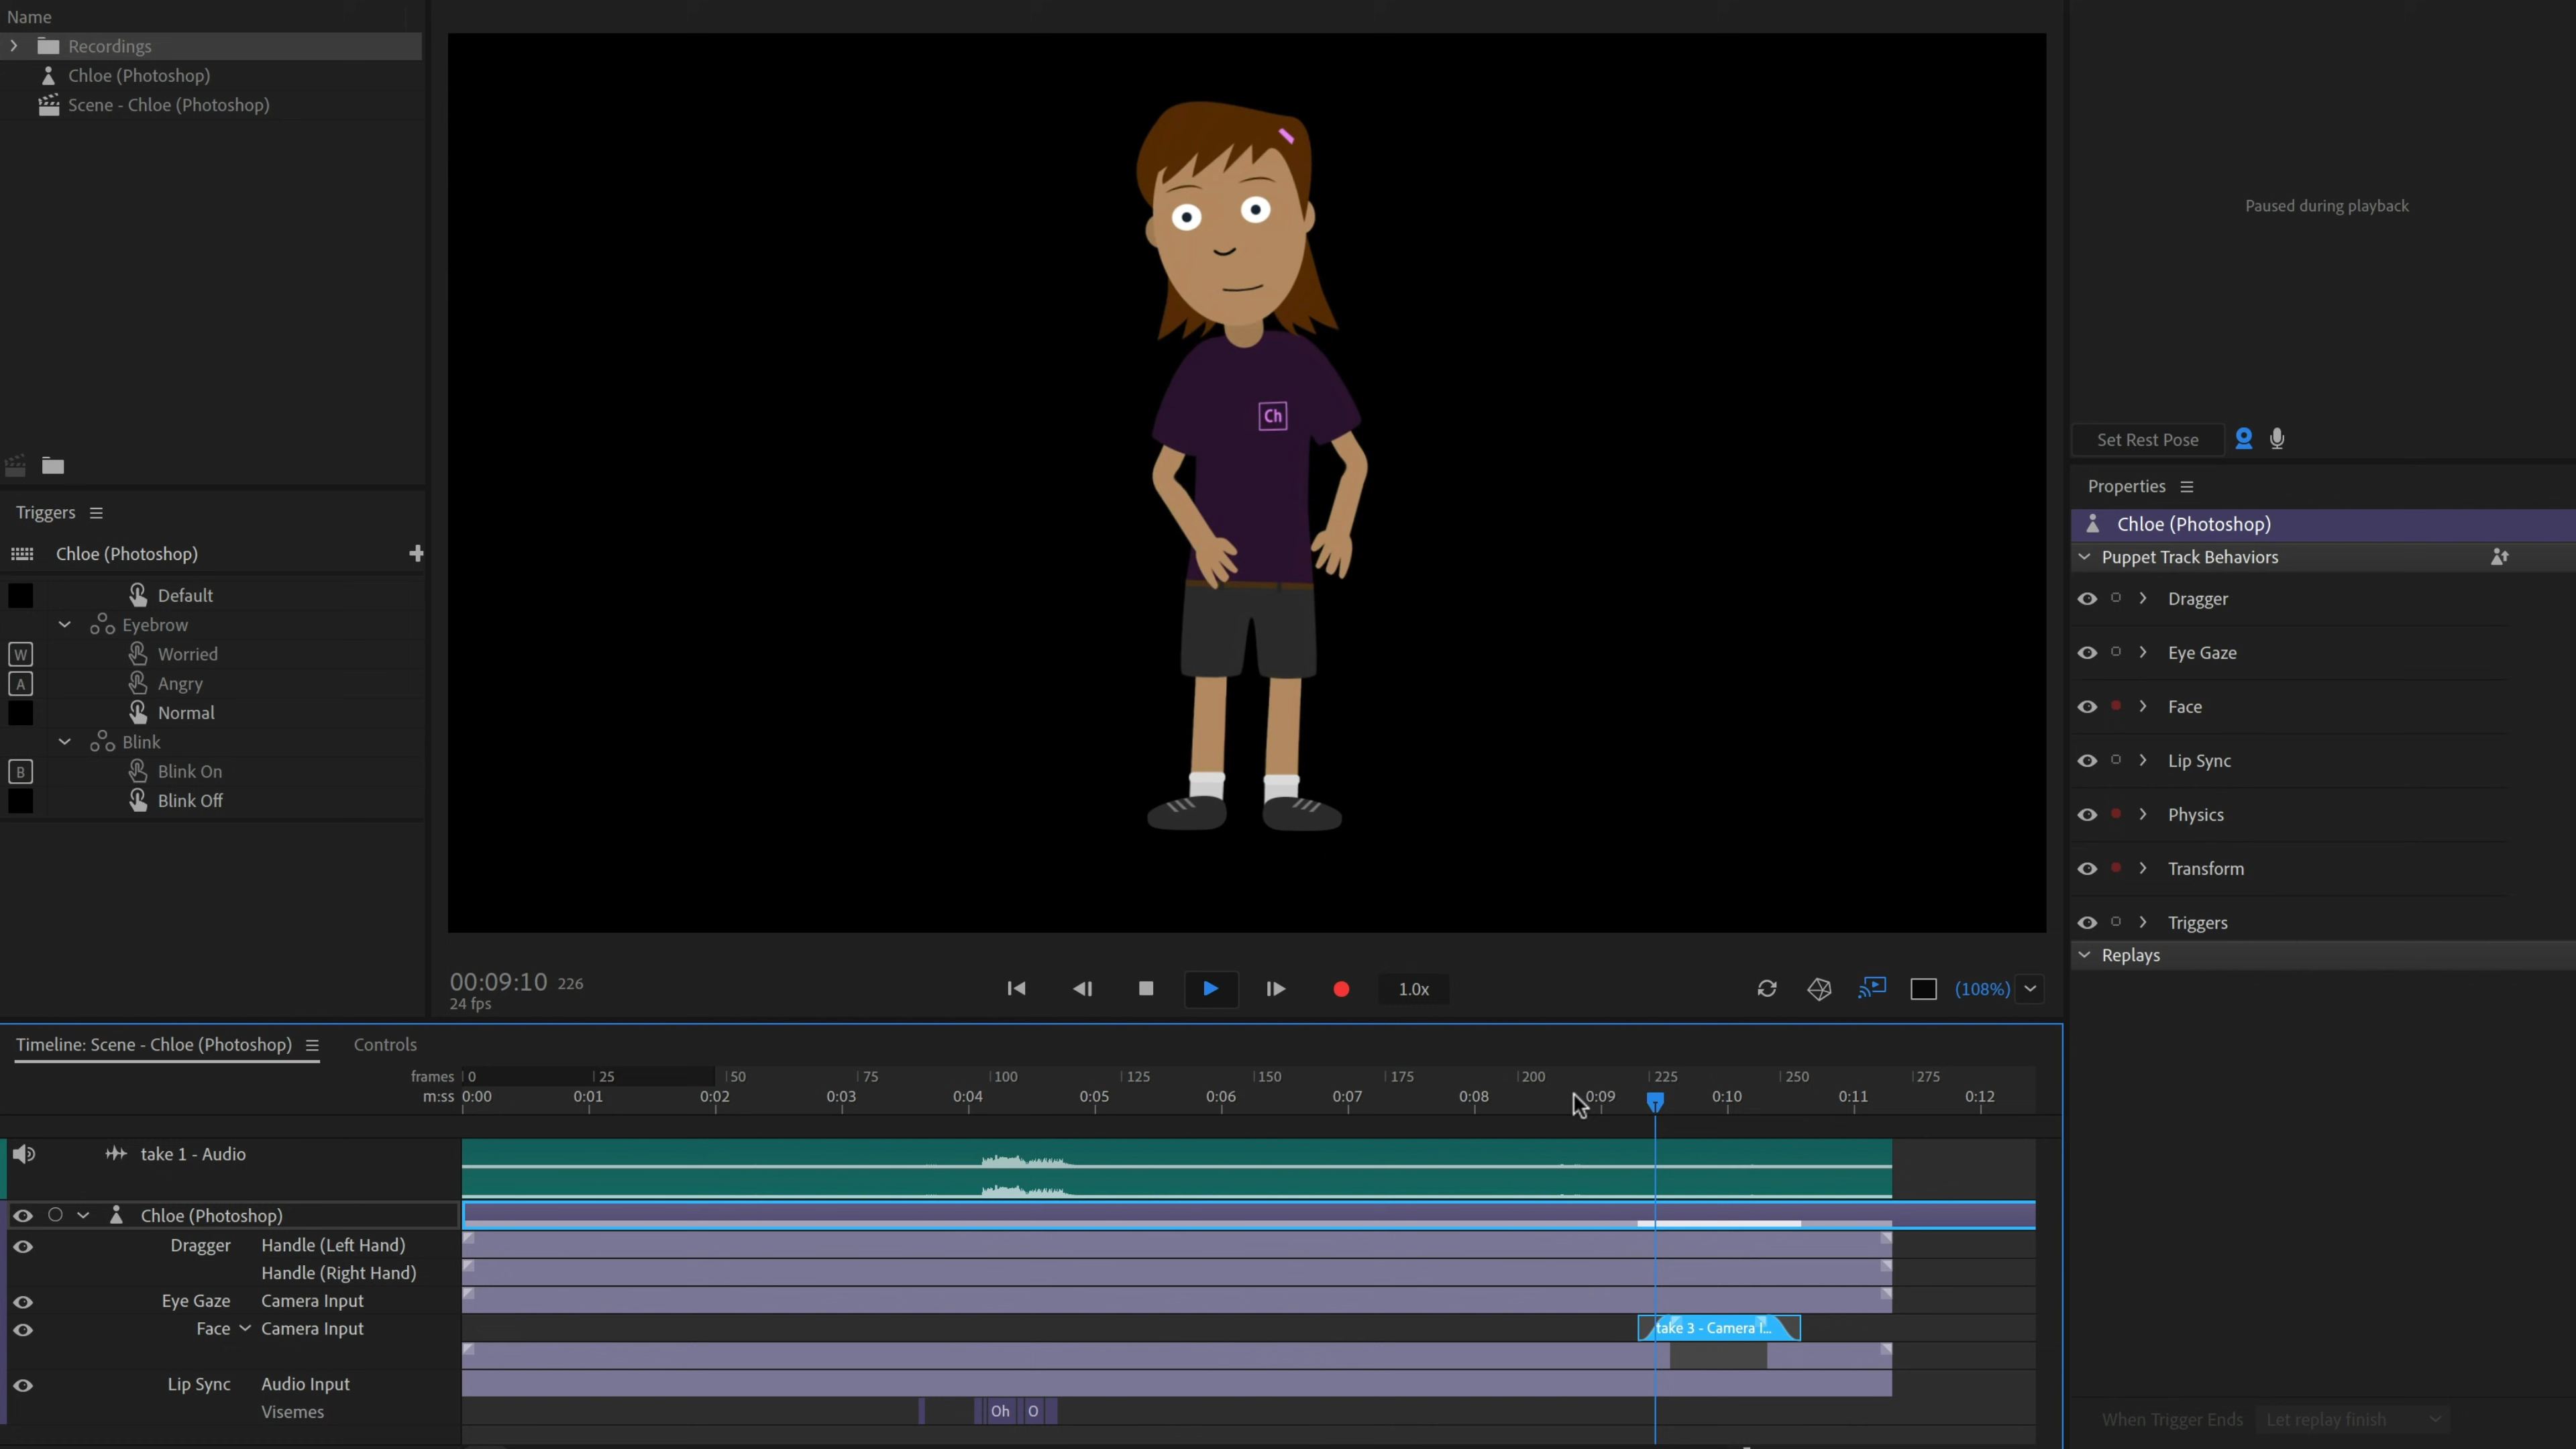 Name
Recordings
Chloe (Photoshop)
Scene - Chloe (Photoshop)
Triggers
Chloe (Photoshop)
Default
Eyebrow
W Worried
A Angry
Normal
Blink
B Blink On
Blink Off
Ch
00:09:10 226
24 fps
1.0x
(108%)
Paused during playback
Set Rest Pose
Properties
Chloe (Photoshop)
Puppet Track Behaviors
Dragger
Eye Gaze
Face
Lip Sync
Physics
Transform
Triggers
Replays
When Trigger Ends Let replay finish
Timeline: Scene - Chloe (Photoshop) Controls
frames 0 25 50 75 100 125 150 175 200 225 250 275
m:ss 0:00 0:01 0:02 0:03 0:04 0:05 0:06 0:07 0:08 0:09 0:10 0:11 0:12
take 1 - Audio
Chloe (Photoshop)
Dragger Handle (Left Hand)
Handle (Right Hand)
Eye Gaze Camera Input
Face Camera Input take 3 - Camera I...
Lip Sync Audio Input
Visemes Oh O